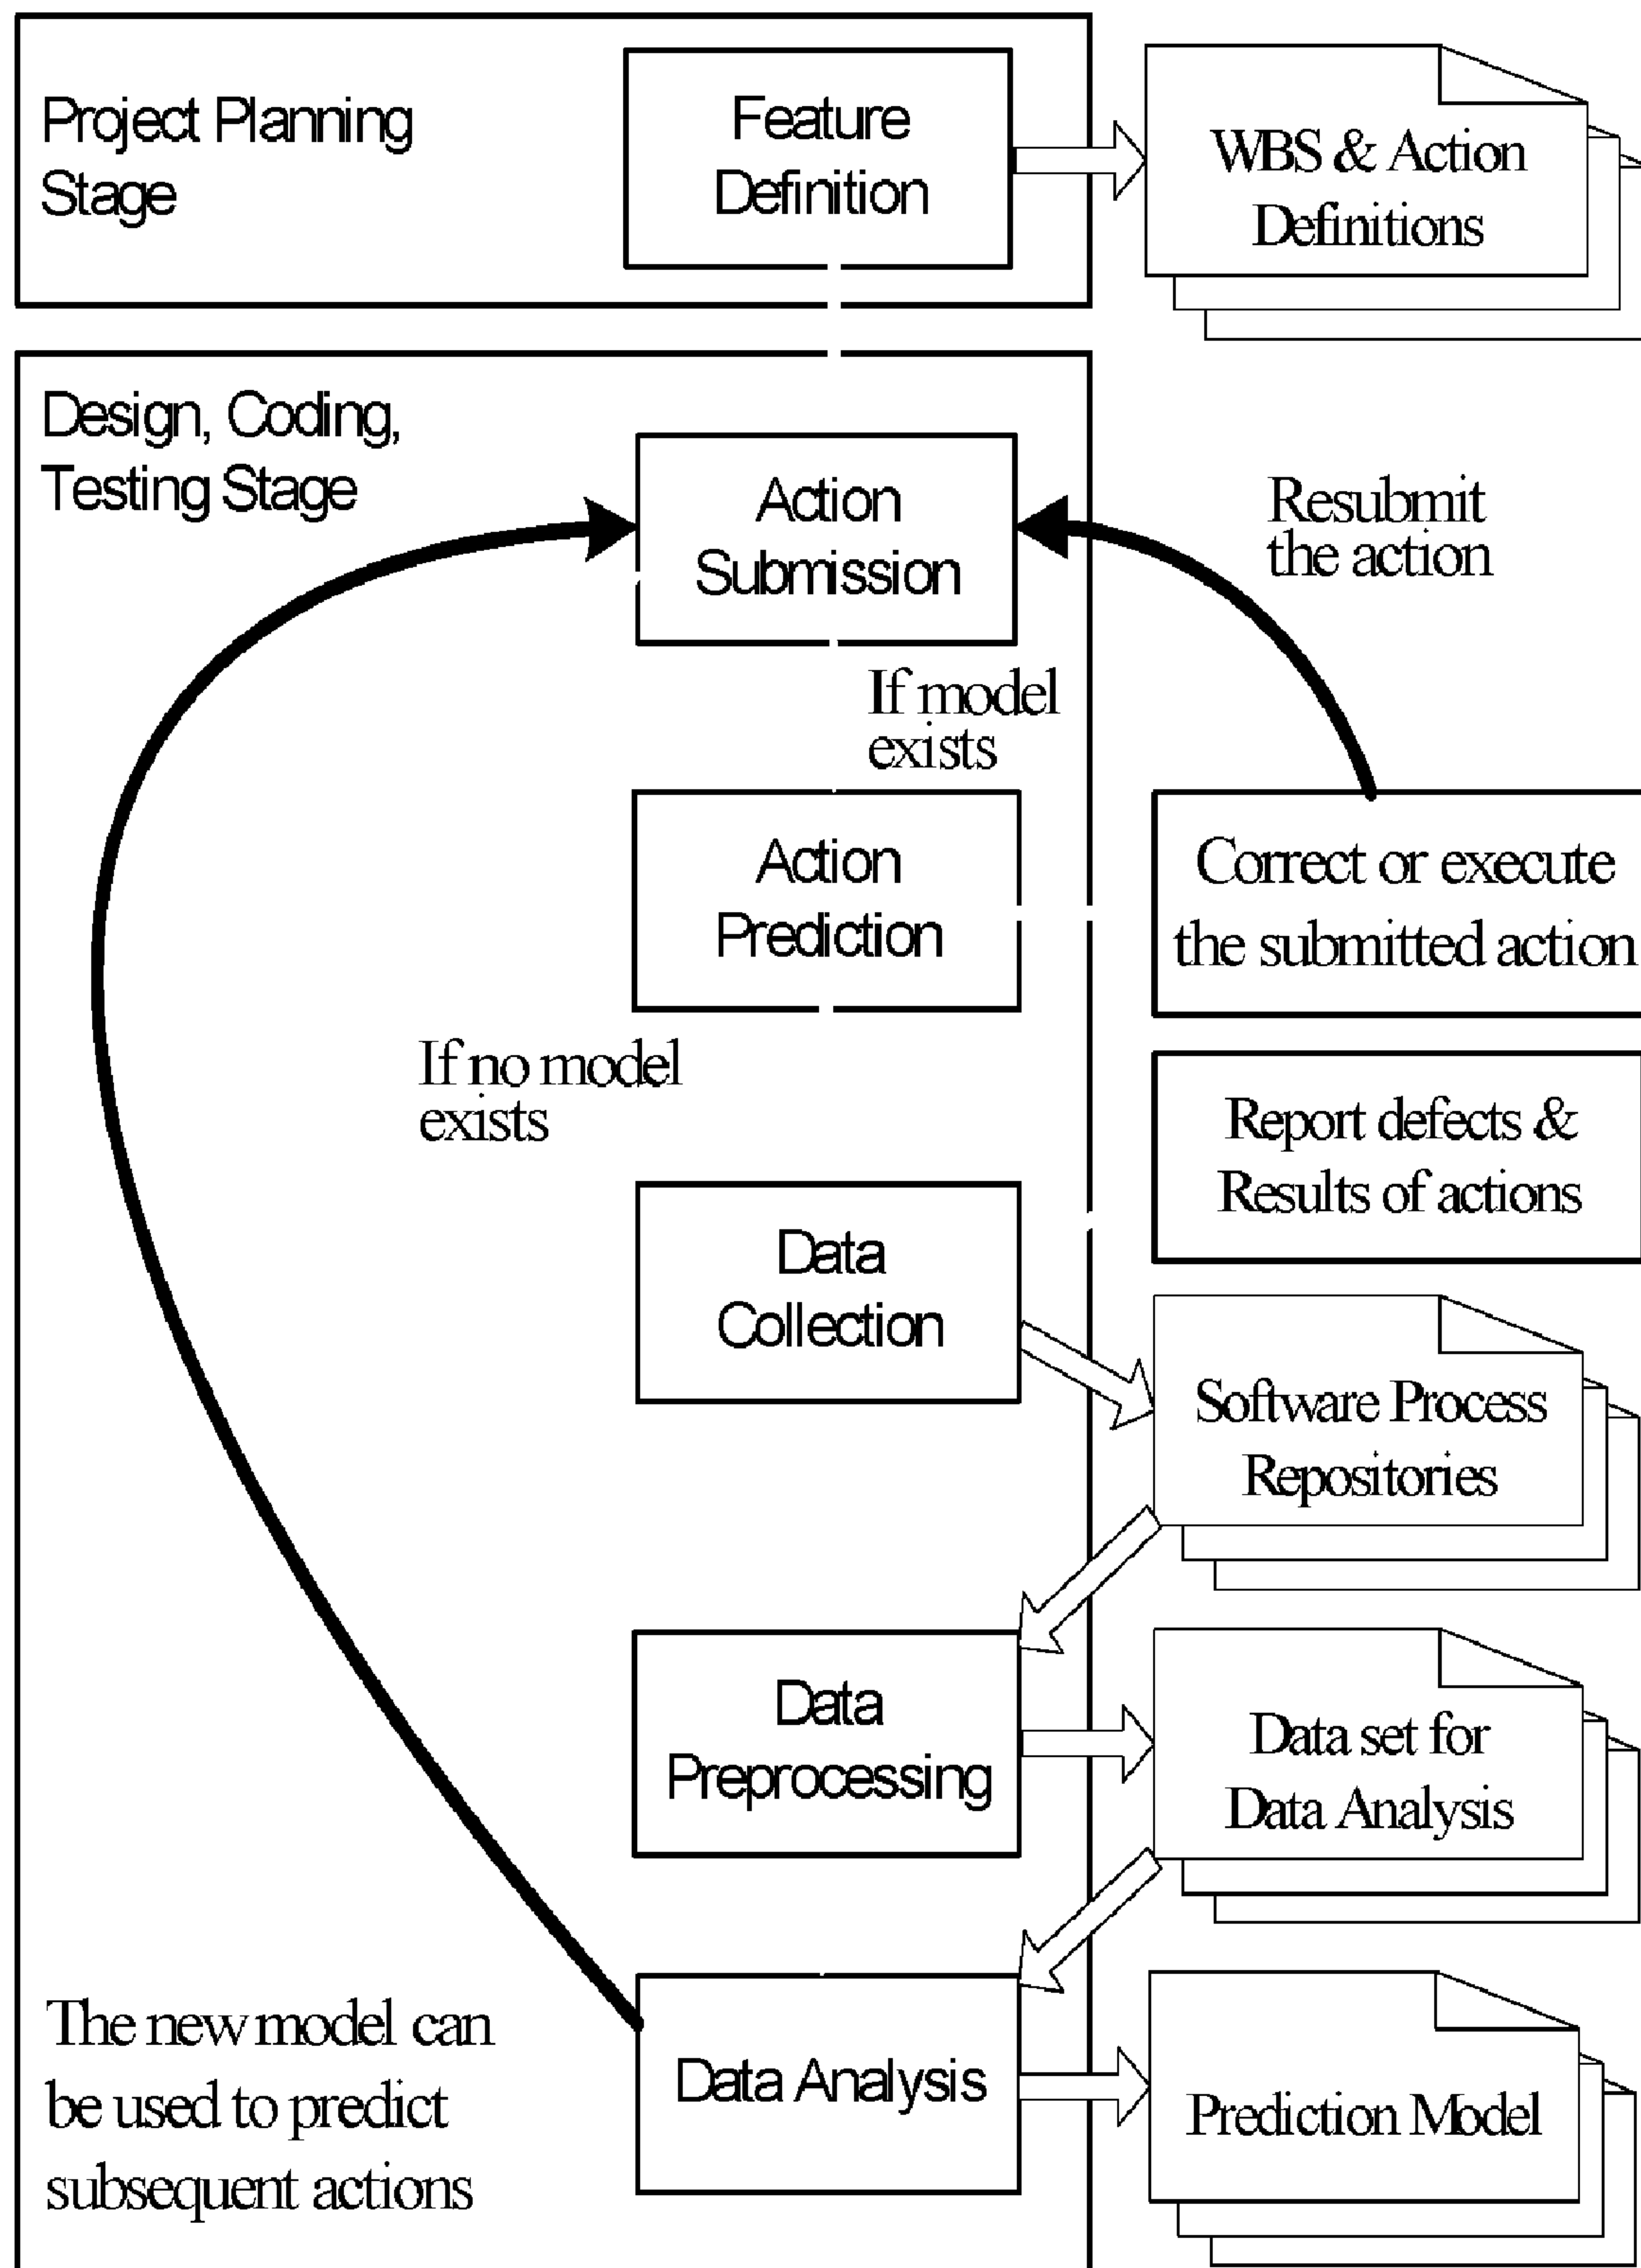 Project Planning
Stage
Feature
Definition
WBS & Action
Definitions
Design, Coding,
Testing Stage
Action
Submission
Resubmit
the action
If model
exists
Action
Prediction
Correct or execute
the submitted action
If no model
exists
Report defects &
Results of actions
Data
Collection
Software Process
Repositories
Data
Preprocessing
Data set for
Data Analysis
The new model can
be used to predict
subsequent actions
Data Analysis
Prediction Model